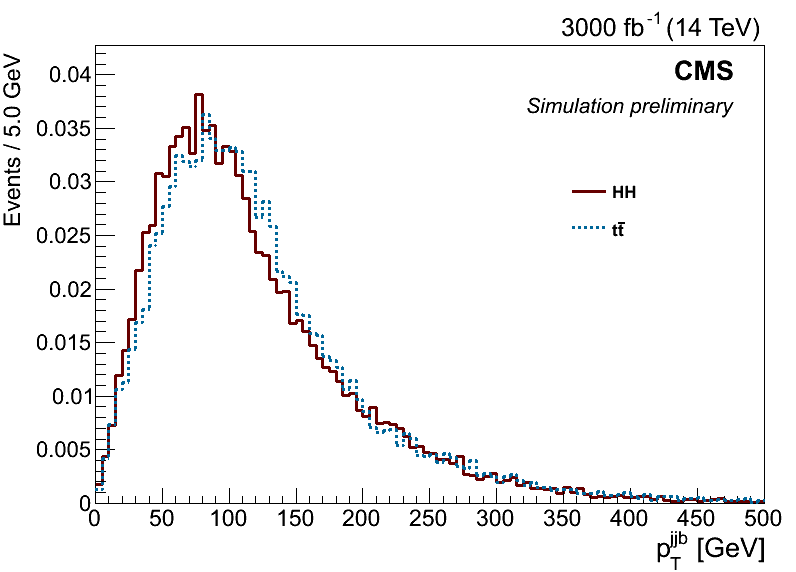 3000 fb⁻¹ (14 TeV)
CMS
Simulation preliminary
Events / 5.0 GeV
HH
tt̄
0.04
0.035
0.03
0.025
0.02
0.015
0.01
0.005
0
0 50 100 150 200 250 300 350 400 450 500
p_T^jjb [GeV]